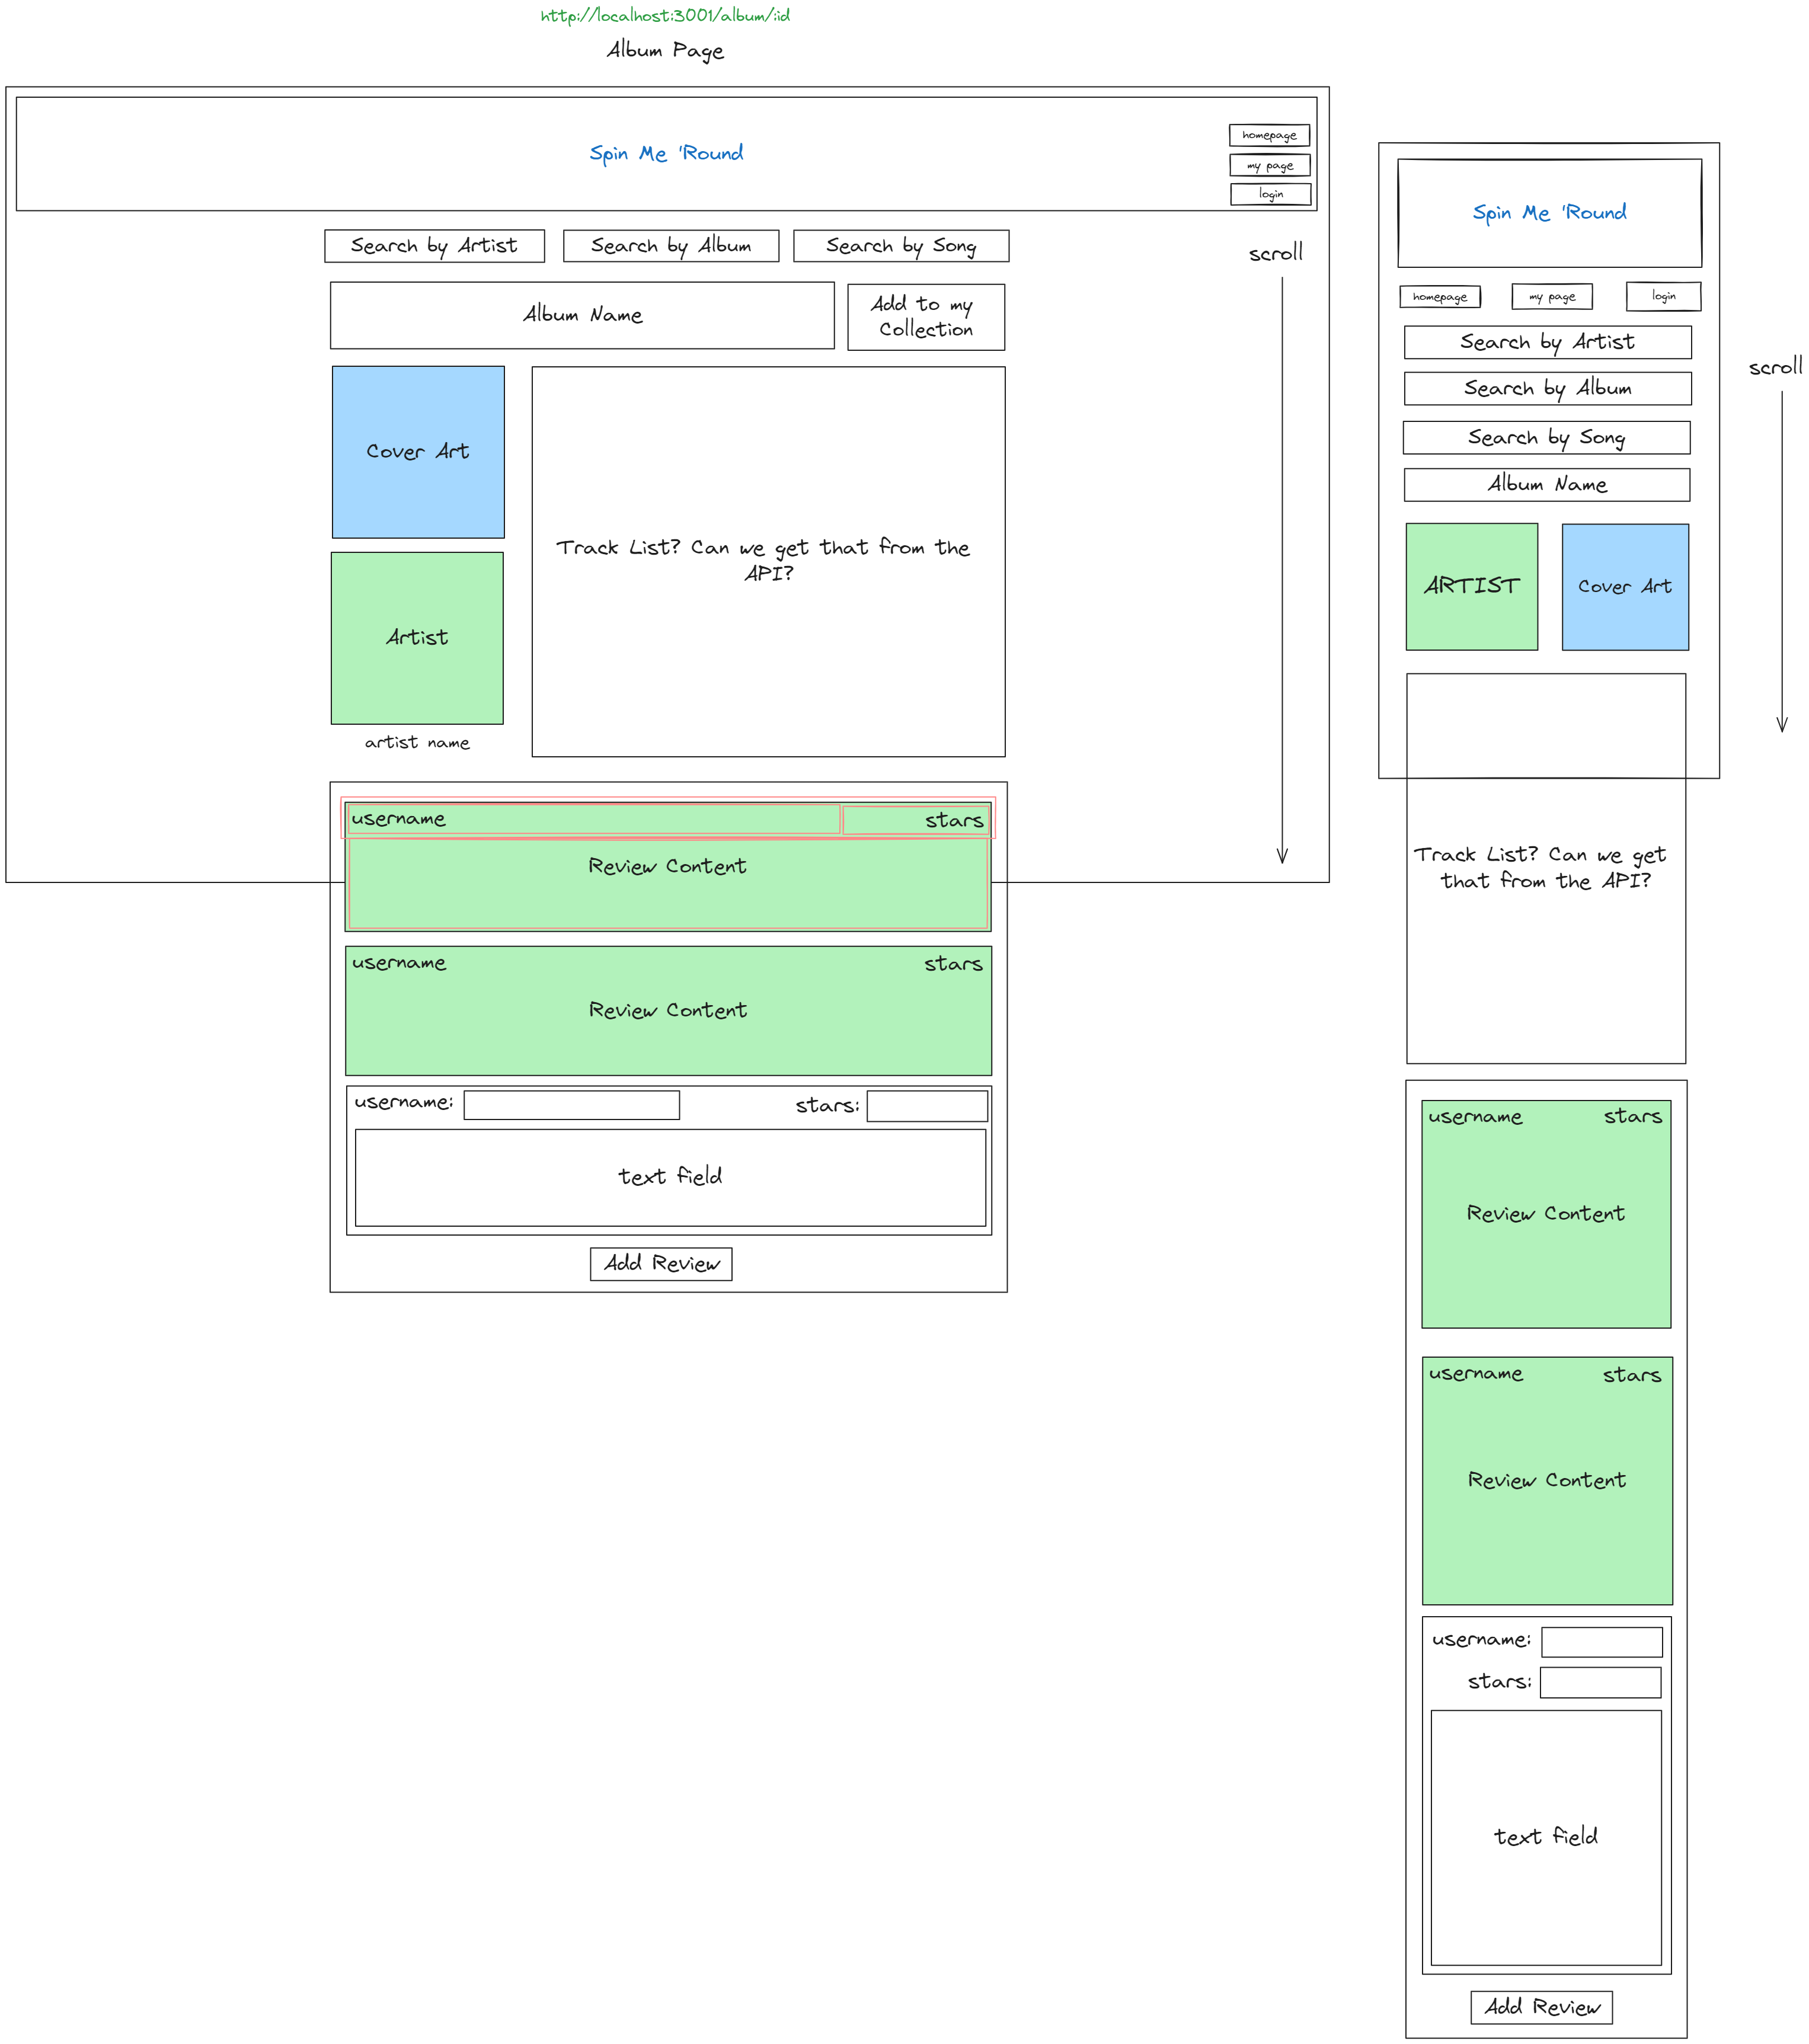 http://localhost:3001/album/:id
Album Page
Spin Me 'Round
homepage
my page
login
Search by Artist
Search by Album
Search by Song
scroll
Album Name
Add to my
Collection
Cover Art
Track List? Can we get that from the
API?
Artist
artist name
username
stars
Review Content
username
stars
Review Content
username:
stars:
text field
Add Review
Spin Me 'Round
homepage
my page
login
Search by Artist
scroll
Search by Album
Search by Song
Album Name
ARTIST
Cover Art
Track List? Can we get
that from the API?
username
stars
Review Content
username
stars
Review Content
username:
stars:
text field
Add Review